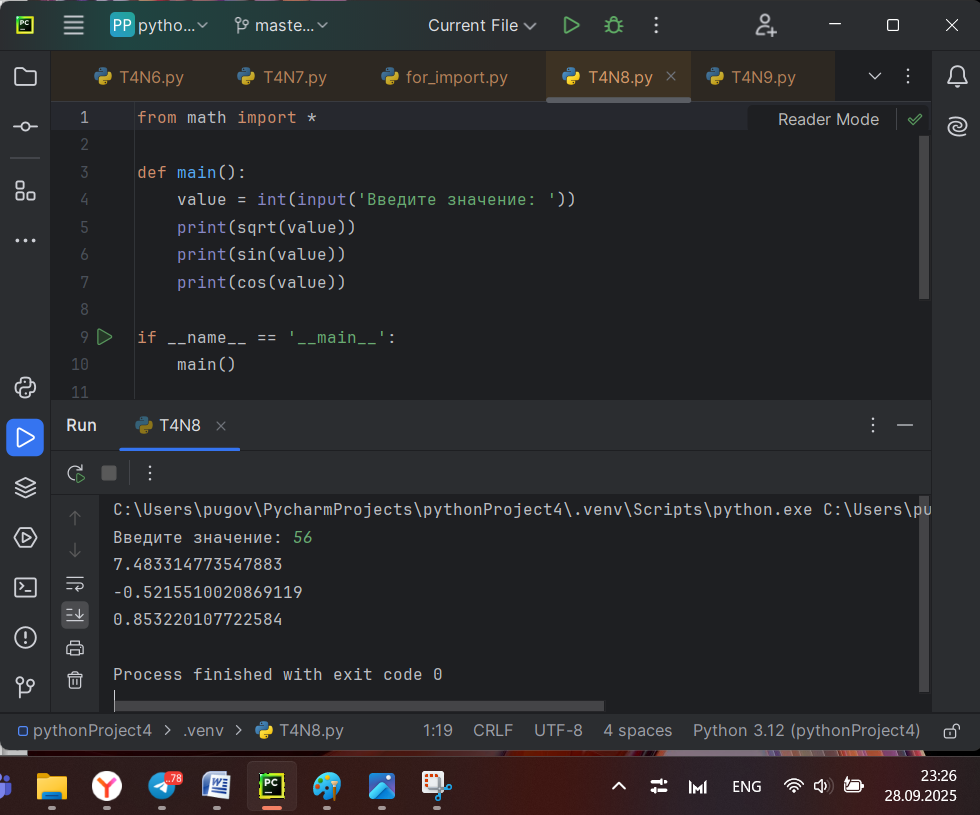 PC PP pytho... maste... Current File
T4N6.py T4N7.py for_import.py T4N8.py T4N9.py
1 from math import * Reader Mode
2
3 def main():
4 value = int(input('Введите значение: '))
5 print(sqrt(value))
6 print(sin(value))
7 print(cos(value))
8
9 if __name__ == '__main__':
10 main()
11
Run T4N8
C:\Users\pugov\PycharmProjects\pythonProject4\.venv\Scripts\python.exe C:\Users\pu
Введите значение: 56
7.483314773547883
-0.5215510020869119
0.853220107722584
Process finished with exit code 0
pythonProject4 > .venv > T4N8.py 1:19 CRLF UTF-8 4 spaces Python 3.12 (pythonProject4)
.78 PC ENG 23:26
28.09.2025